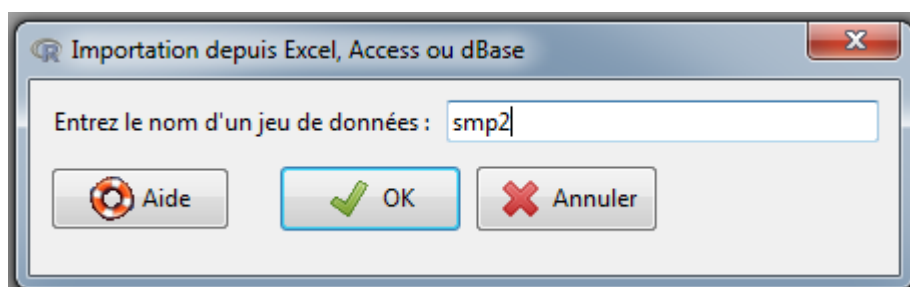 Importation depuis Excel, Access ou dBase
Entrez le nom d'un jeu de données : smp2
Aide OK Annuler